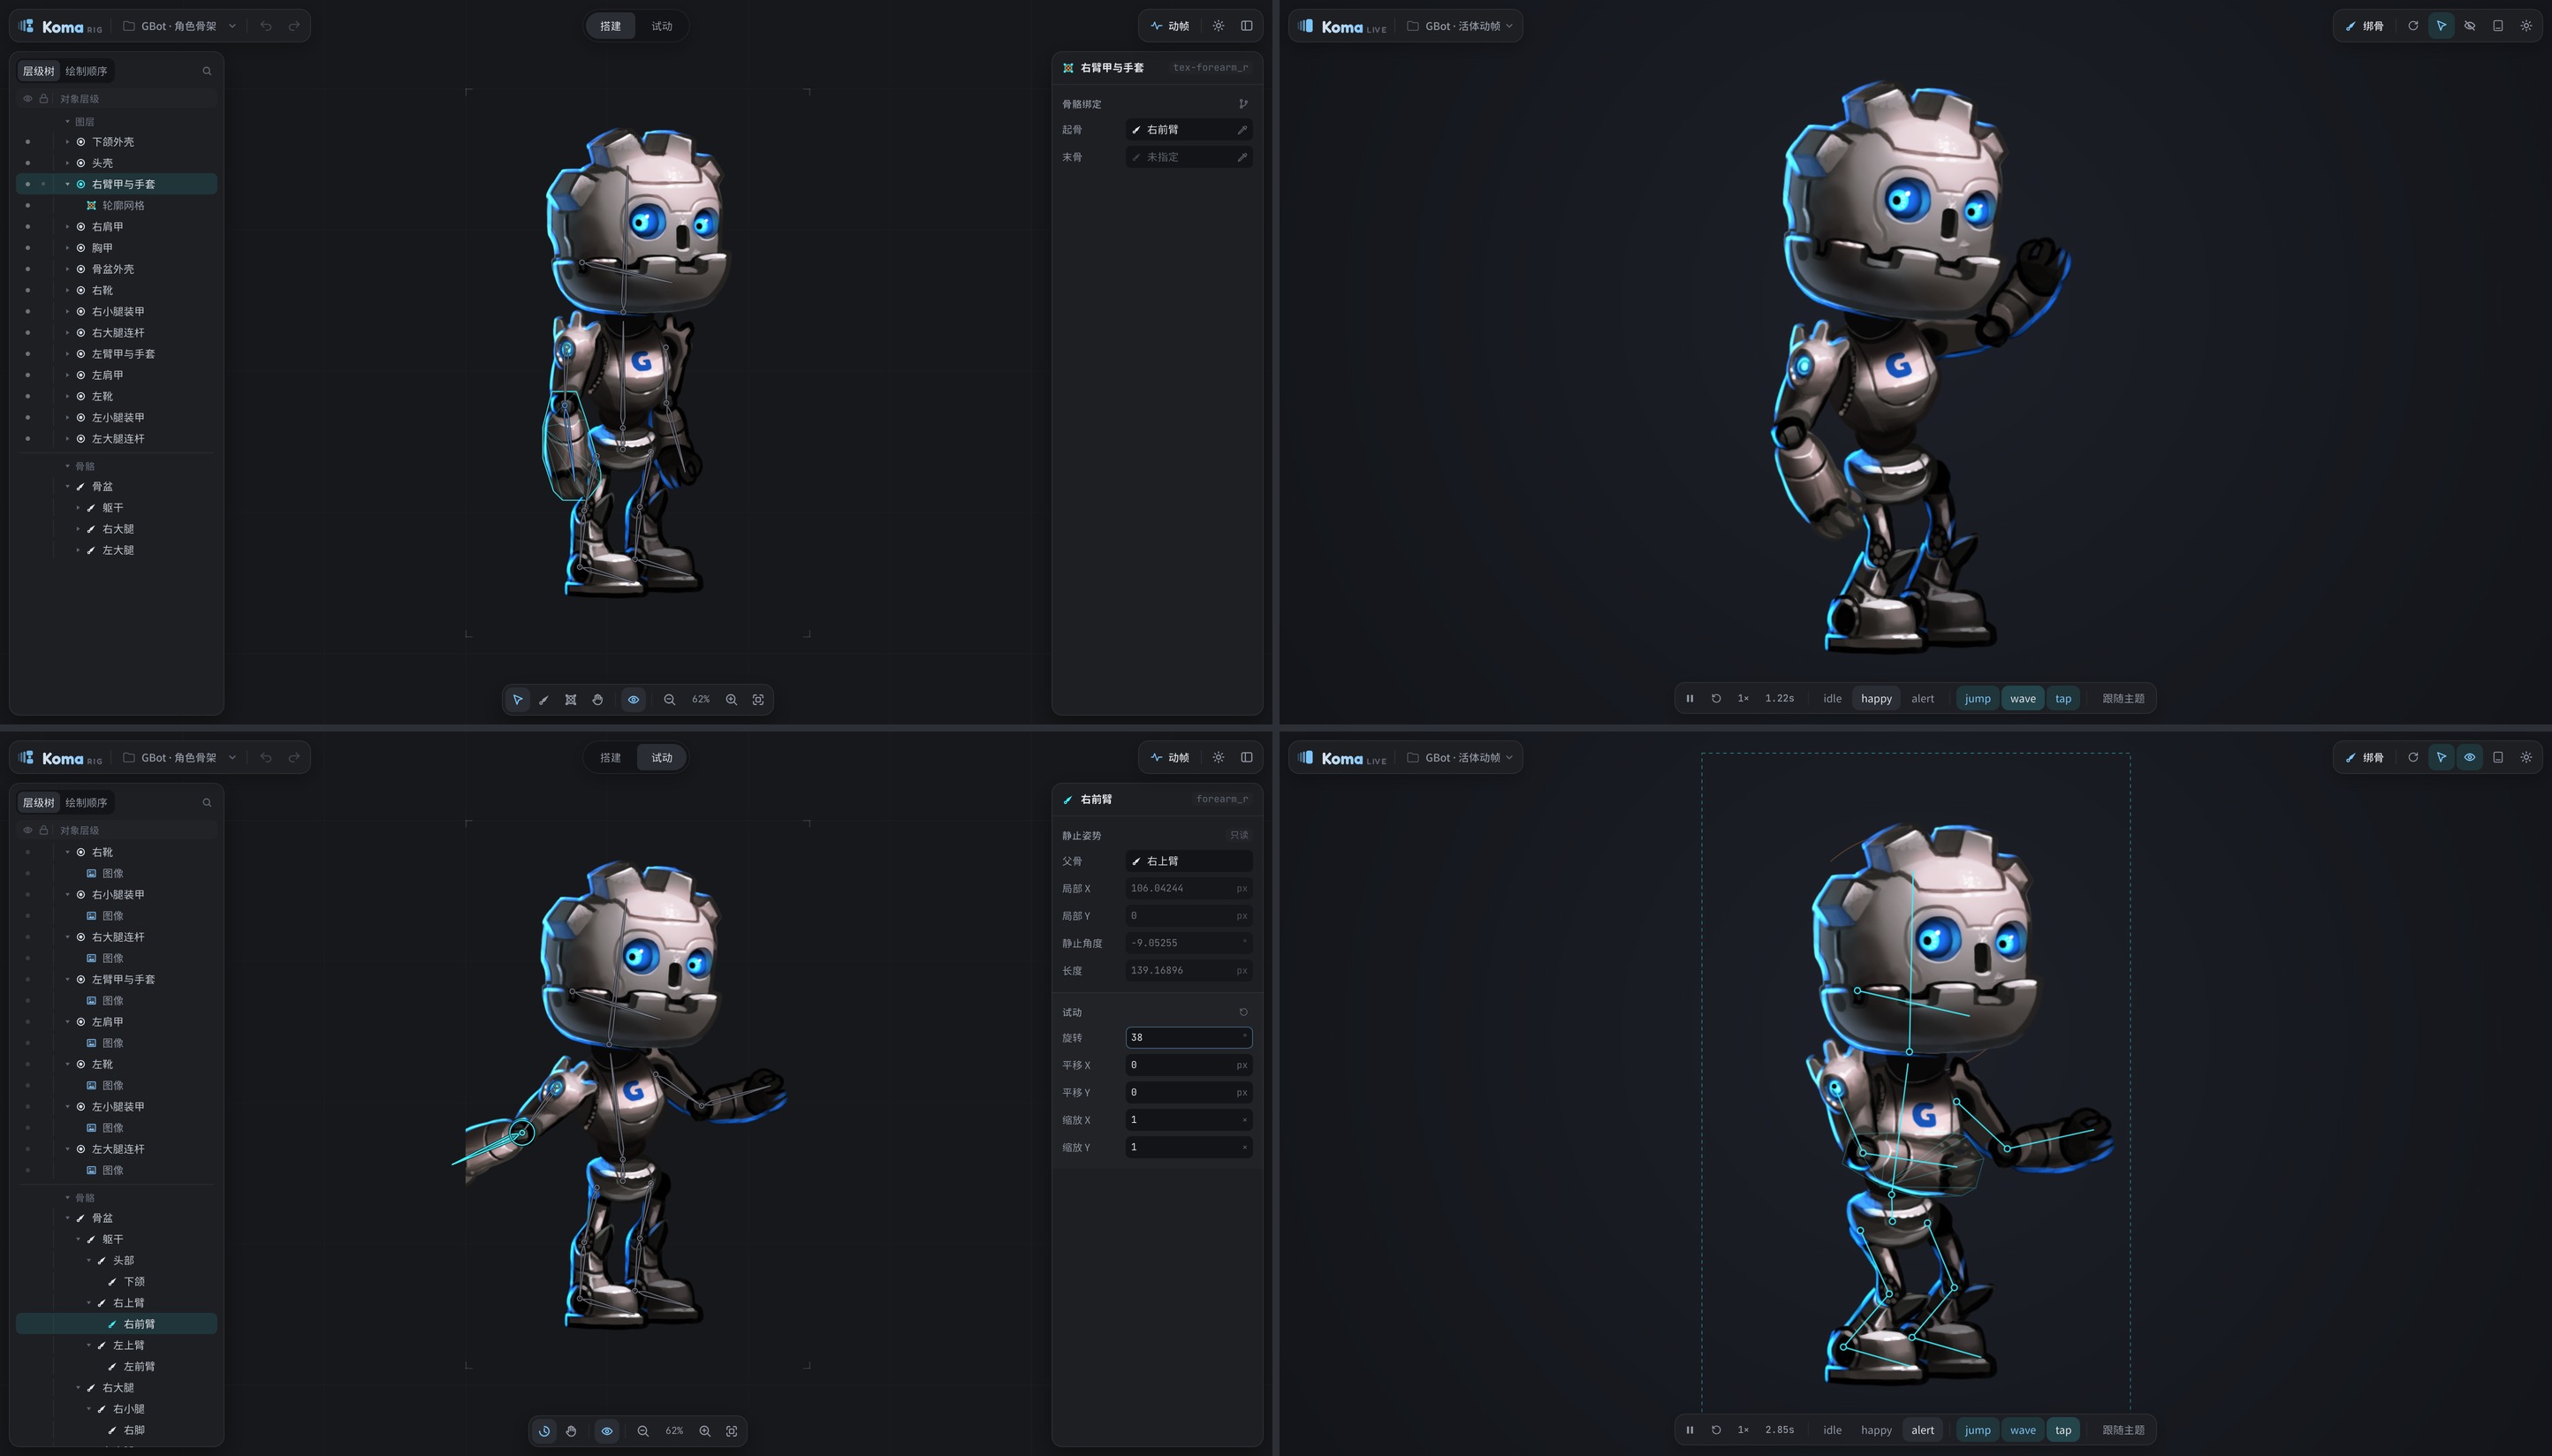 Koma RIG GBot · 角色骨架
搭建 试动
动帧
层级树 绘制顺序
对象层级
图层
下颌外壳
头壳
右臂甲与手套
轮廓网格
右肩甲
胸甲
骨盆外壳
右靴
右小腿装甲
右大腿连杆
左臂甲与手套
左肩甲
左靴
左小腿装甲
左大腿连杆
骨骼
骨盆
躯干
右大腿
左大腿
G
62%
右臂甲与手套 tex-forearm_r
骨骼绑定
起骨 右前臂
末骨 未指定
Koma LIVE GBot · 活体动帧
绑骨
G
1× 1.22s idle happy alert jump wave tap 跟随主题
Koma RIG GBot · 角色骨架
搭建 试动
动帧
层级树 绘制顺序
对象层级
右靴
图像
右小腿装甲
图像
右大腿连杆
图像
左臂甲与手套
图像
左肩甲
图像
左靴
图像
左小腿装甲
图像
左大腿连杆
图像
骨骼
骨盆
躯干
头部
下颌
右上臂
右前臂
左上臂
左前臂
右大腿
右小腿
右脚
G
62%
右前臂 forearm_r
静止姿势 只读
父骨 右上臂
局部 X 106.04244 px
局部 Y 0 px
静止角度 -9.05255 °
长度 139.16896 px
试动
旋转 38 °
平移 X 0 px
平移 Y 0 px
缩放 X 1 ×
缩放 Y 1 ×
Koma LIVE GBot · 活体动帧
绑骨
G
1× 2.85s idle happy alert jump wave tap 跟随主题